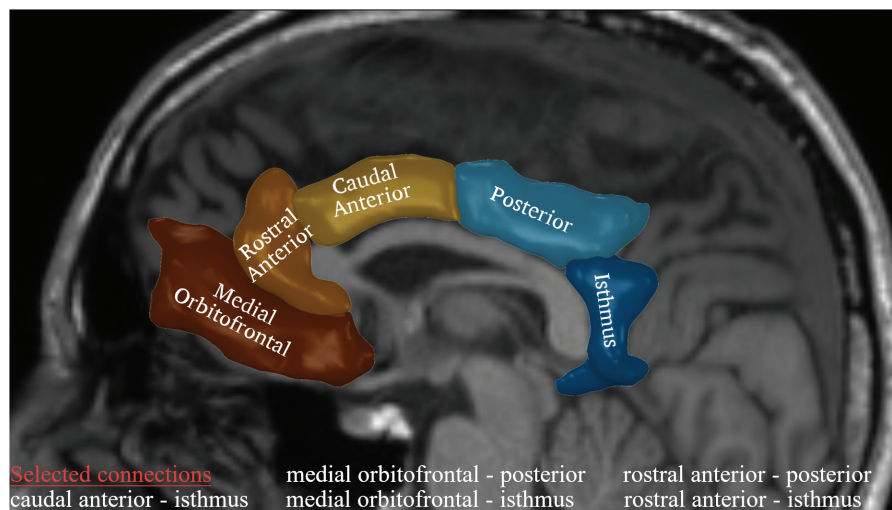 Caudal
Anterior
Posterior
Rostral
Anterior
Isthmus
Medial
Orbitofrontal
Selected connections
medial orbitofrontal - posterior
rostral anterior - posterior
caudal anterior - isthmus
medial orbitofrontal - isthmus
rostral anterior - isthmus